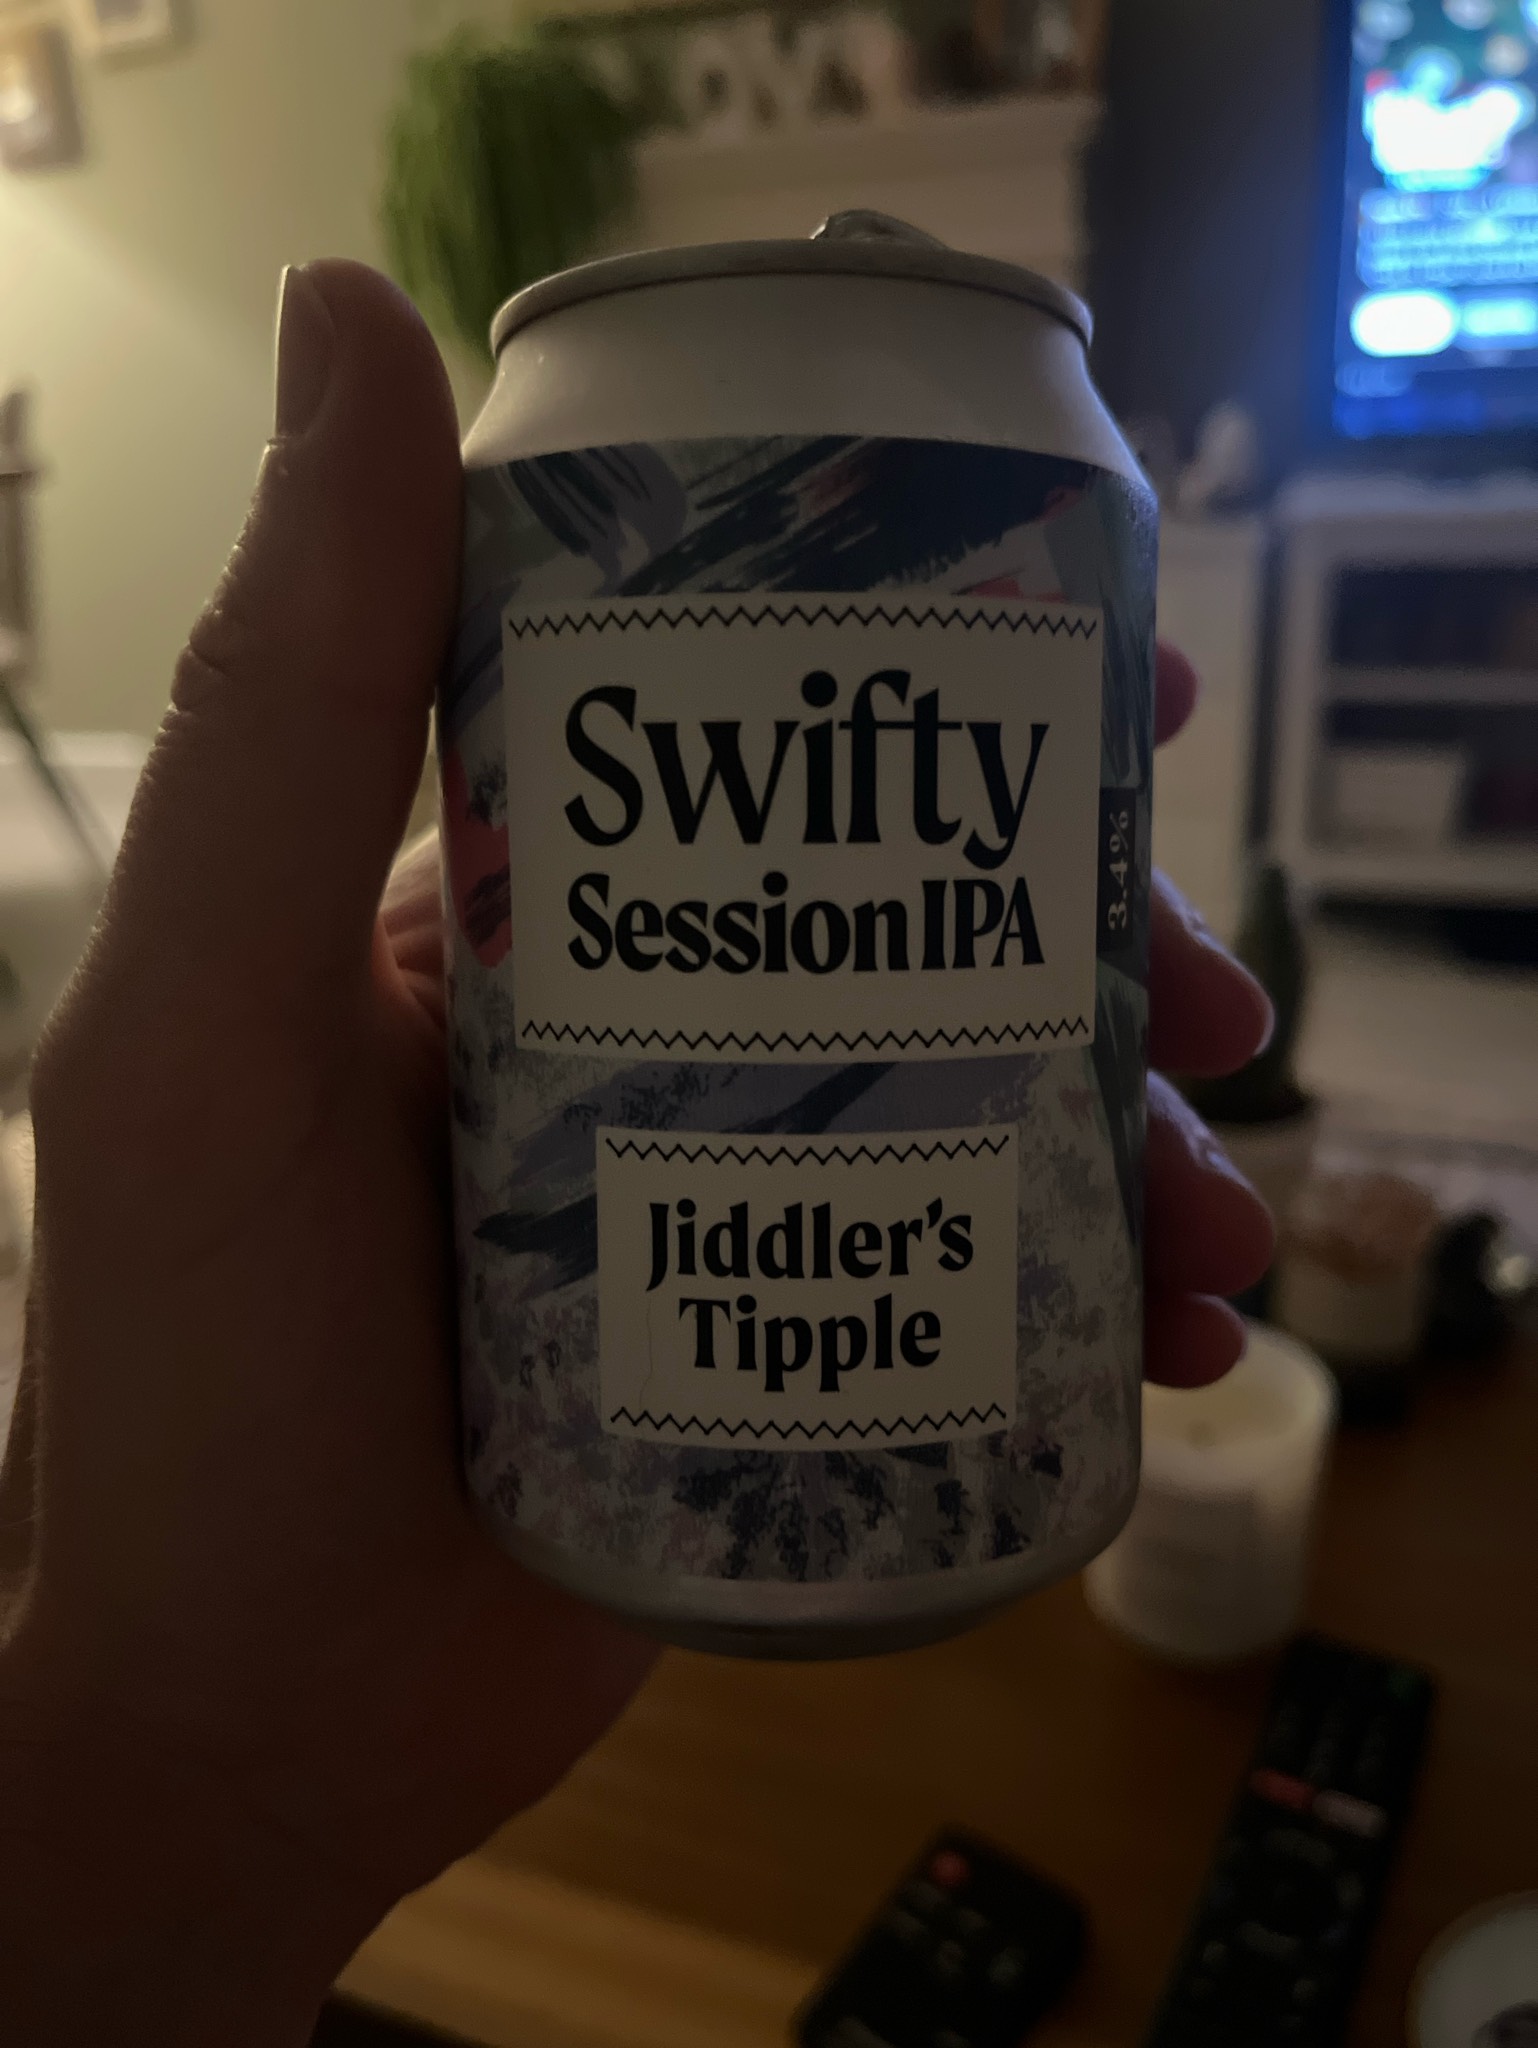 Swifty
Session IPA
3.4%
Jiddler's
Tipple